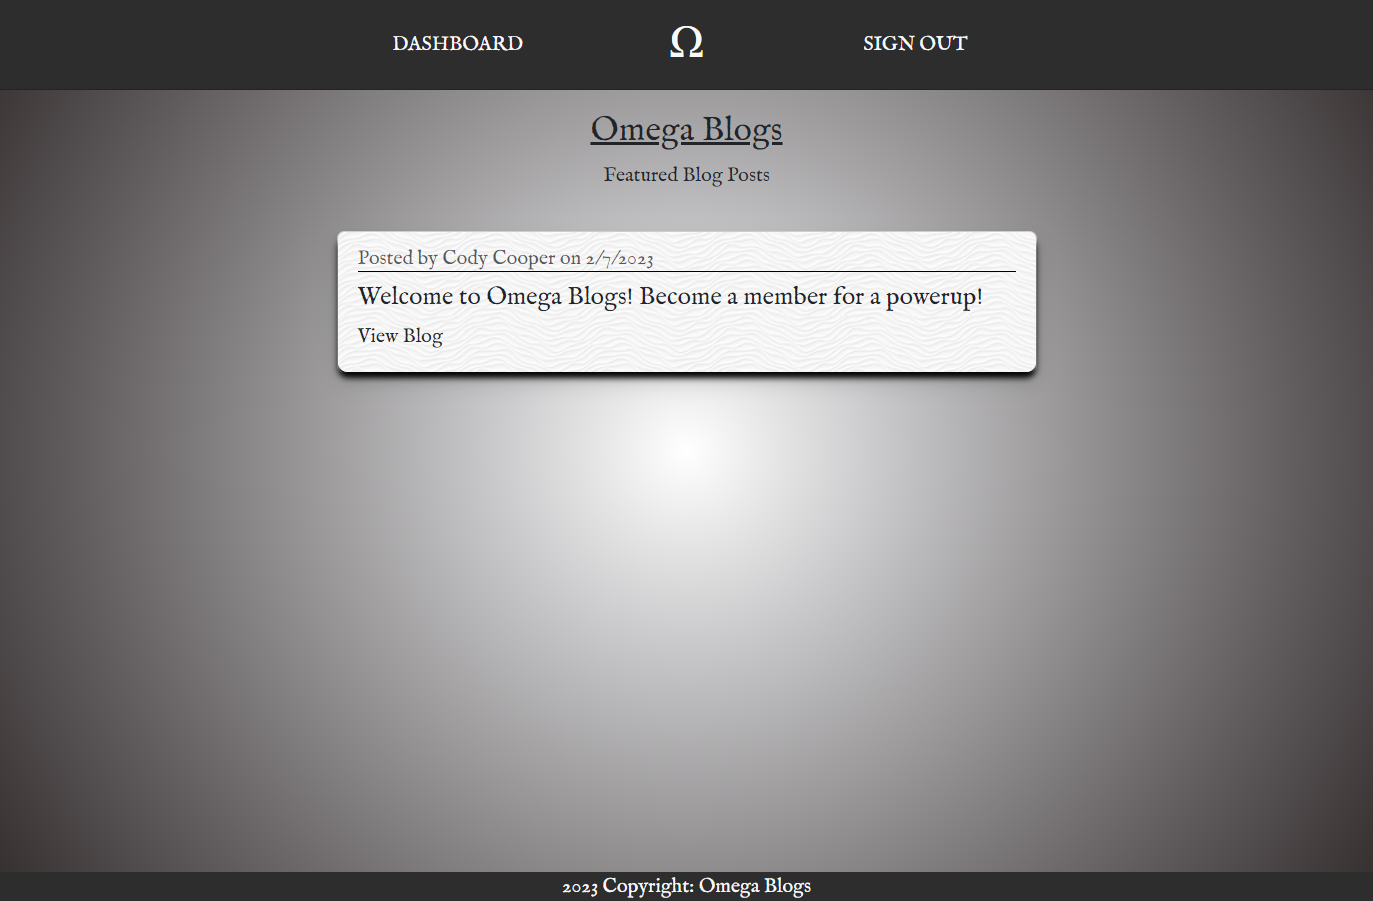 DASHBOARD Ω SIGN OUT
Omega Blogs
Featured Blog Posts
Posted by Cody Cooper on 2/7/2023
Welcome to Omega Blogs! Become a member for a powerup!
View Blog
2023 Copyright: Omega Blogs